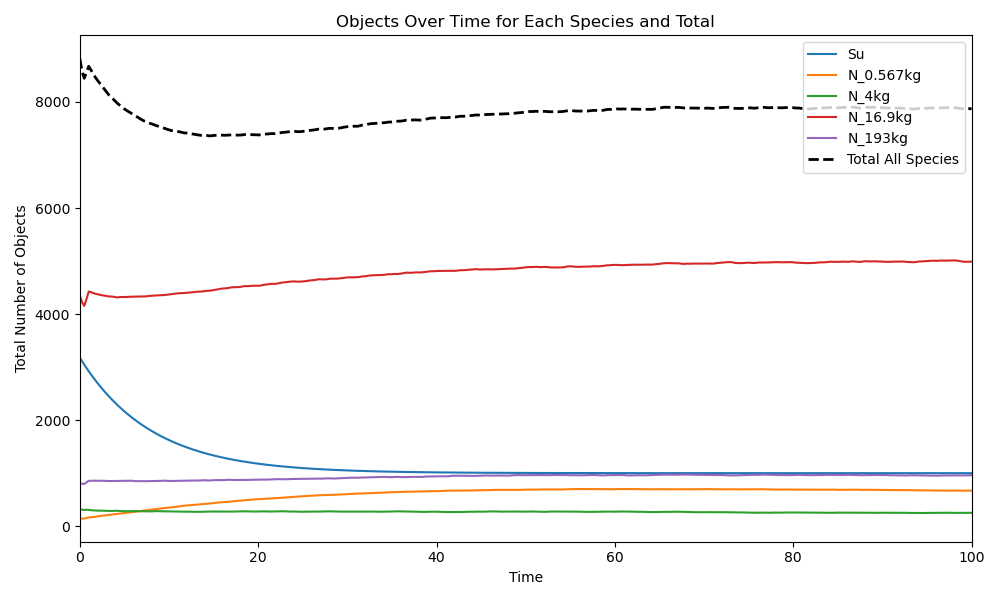 Objects Over Time for Each Species and Total
Total Number of Objects
8000
6000
4000
2000
0
0 20 40 60 80 100
Time
Su
N_0.567kg
N_4kg
N_16.9kg
N_193kg
Total All Species